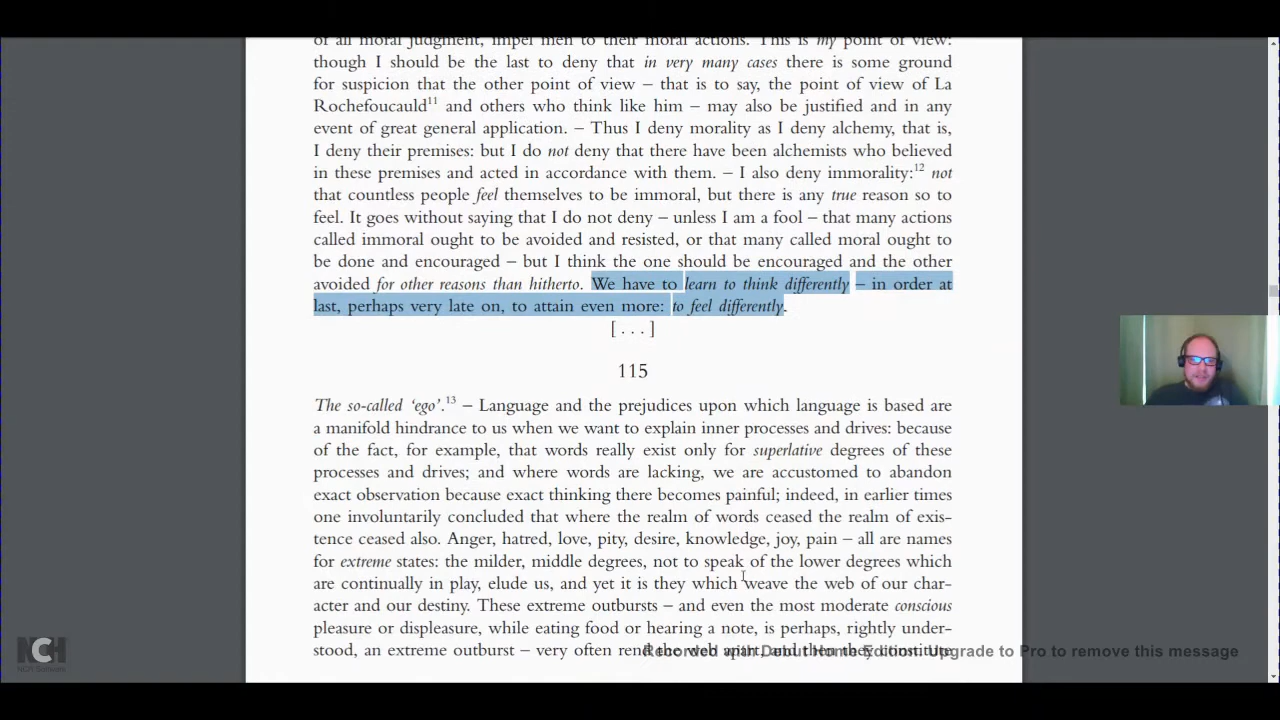 of all moral judgment, impel men to their moral actions. This is my point of view:
though I should be the last to deny that in very many cases there is some ground
for suspicion that the other point of view – that is to say, the point of view of La
Rochefoucauld11 and others who think like him – may also be justified and in any
event of great general application. – Thus I deny morality as I deny alchemy, that is,
I deny their premises: but I do not deny that there have been alchemists who believed
in these premises and acted in accordance with them. – I also deny immorality:12 not
that countless people feel themselves to be immoral, but there is any true reason so to
feel. It goes without saying that I do not deny – unless I am a fool – that many actions
called immoral ought to be avoided and resisted, or that many called moral ought to
be done and encouraged – but I think the one should be encouraged and the other
avoided for other reasons than hitherto. We have to learn to think differently – in order at
last, perhaps very late on, to attain even more: to feel differently.
[ . . . ]
115
The so-called ‘ego’.13 – Language and the prejudices upon which language is based are
a manifold hindrance to us when we want to explain inner processes and drives: because
of the fact, for example, that words really exist only for superlative degrees of these
processes and drives; and where words are lacking, we are accustomed to abandon
exact observation because exact thinking there becomes painful; indeed, in earlier times
one involuntarily concluded that where the realm of words ceased the realm of exis-
tence ceased also. Anger, hatred, love, pity, desire, knowledge, joy, pain – all are names
for extreme states: the milder, middle degrees, not to speak of the lower degrees which
are continually in play, elude us, and yet it is they which weave the web of our char-
acter and our destiny. These extreme outbursts – and even the most moderate conscious
pleasure or displeasure, while eating food or hearing a note, is perhaps, rightly under-
stood, an extreme outburst – very often rend the web apart, and then they constitute
Recorded with Debut Home Edition. Upgrade to Pro to remove this message
NCH